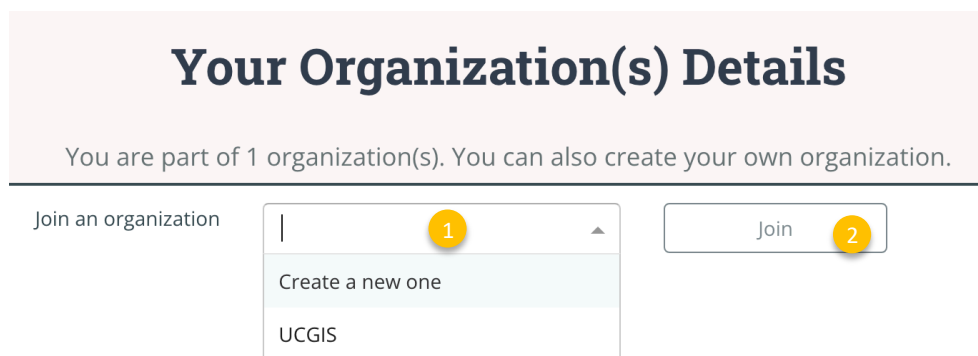 Your Organization(s) Details
You are part of 1 organization(s). You can also create your own organization.
Join an organization
1
Join
2
Create a new one
UCGIS